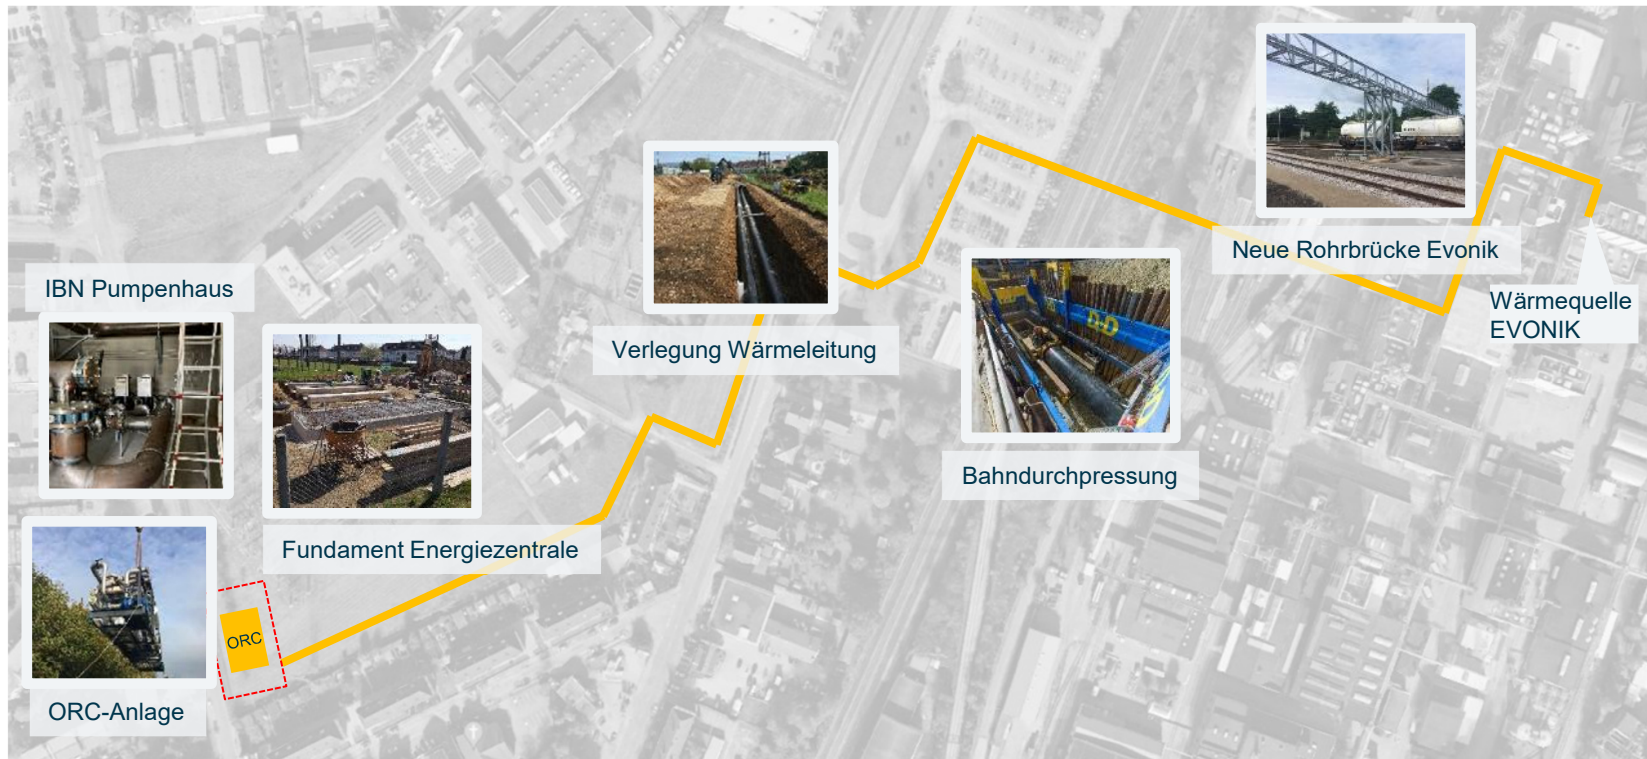 Neue Rohrbrücke Evonik
IBN Pumpenhaus
Wärmequelle
EVONIK
Verlegung Wärmeleitung
Bahndurchpressung
Fundament Energiezentrale
ORC
ORC-Anlage